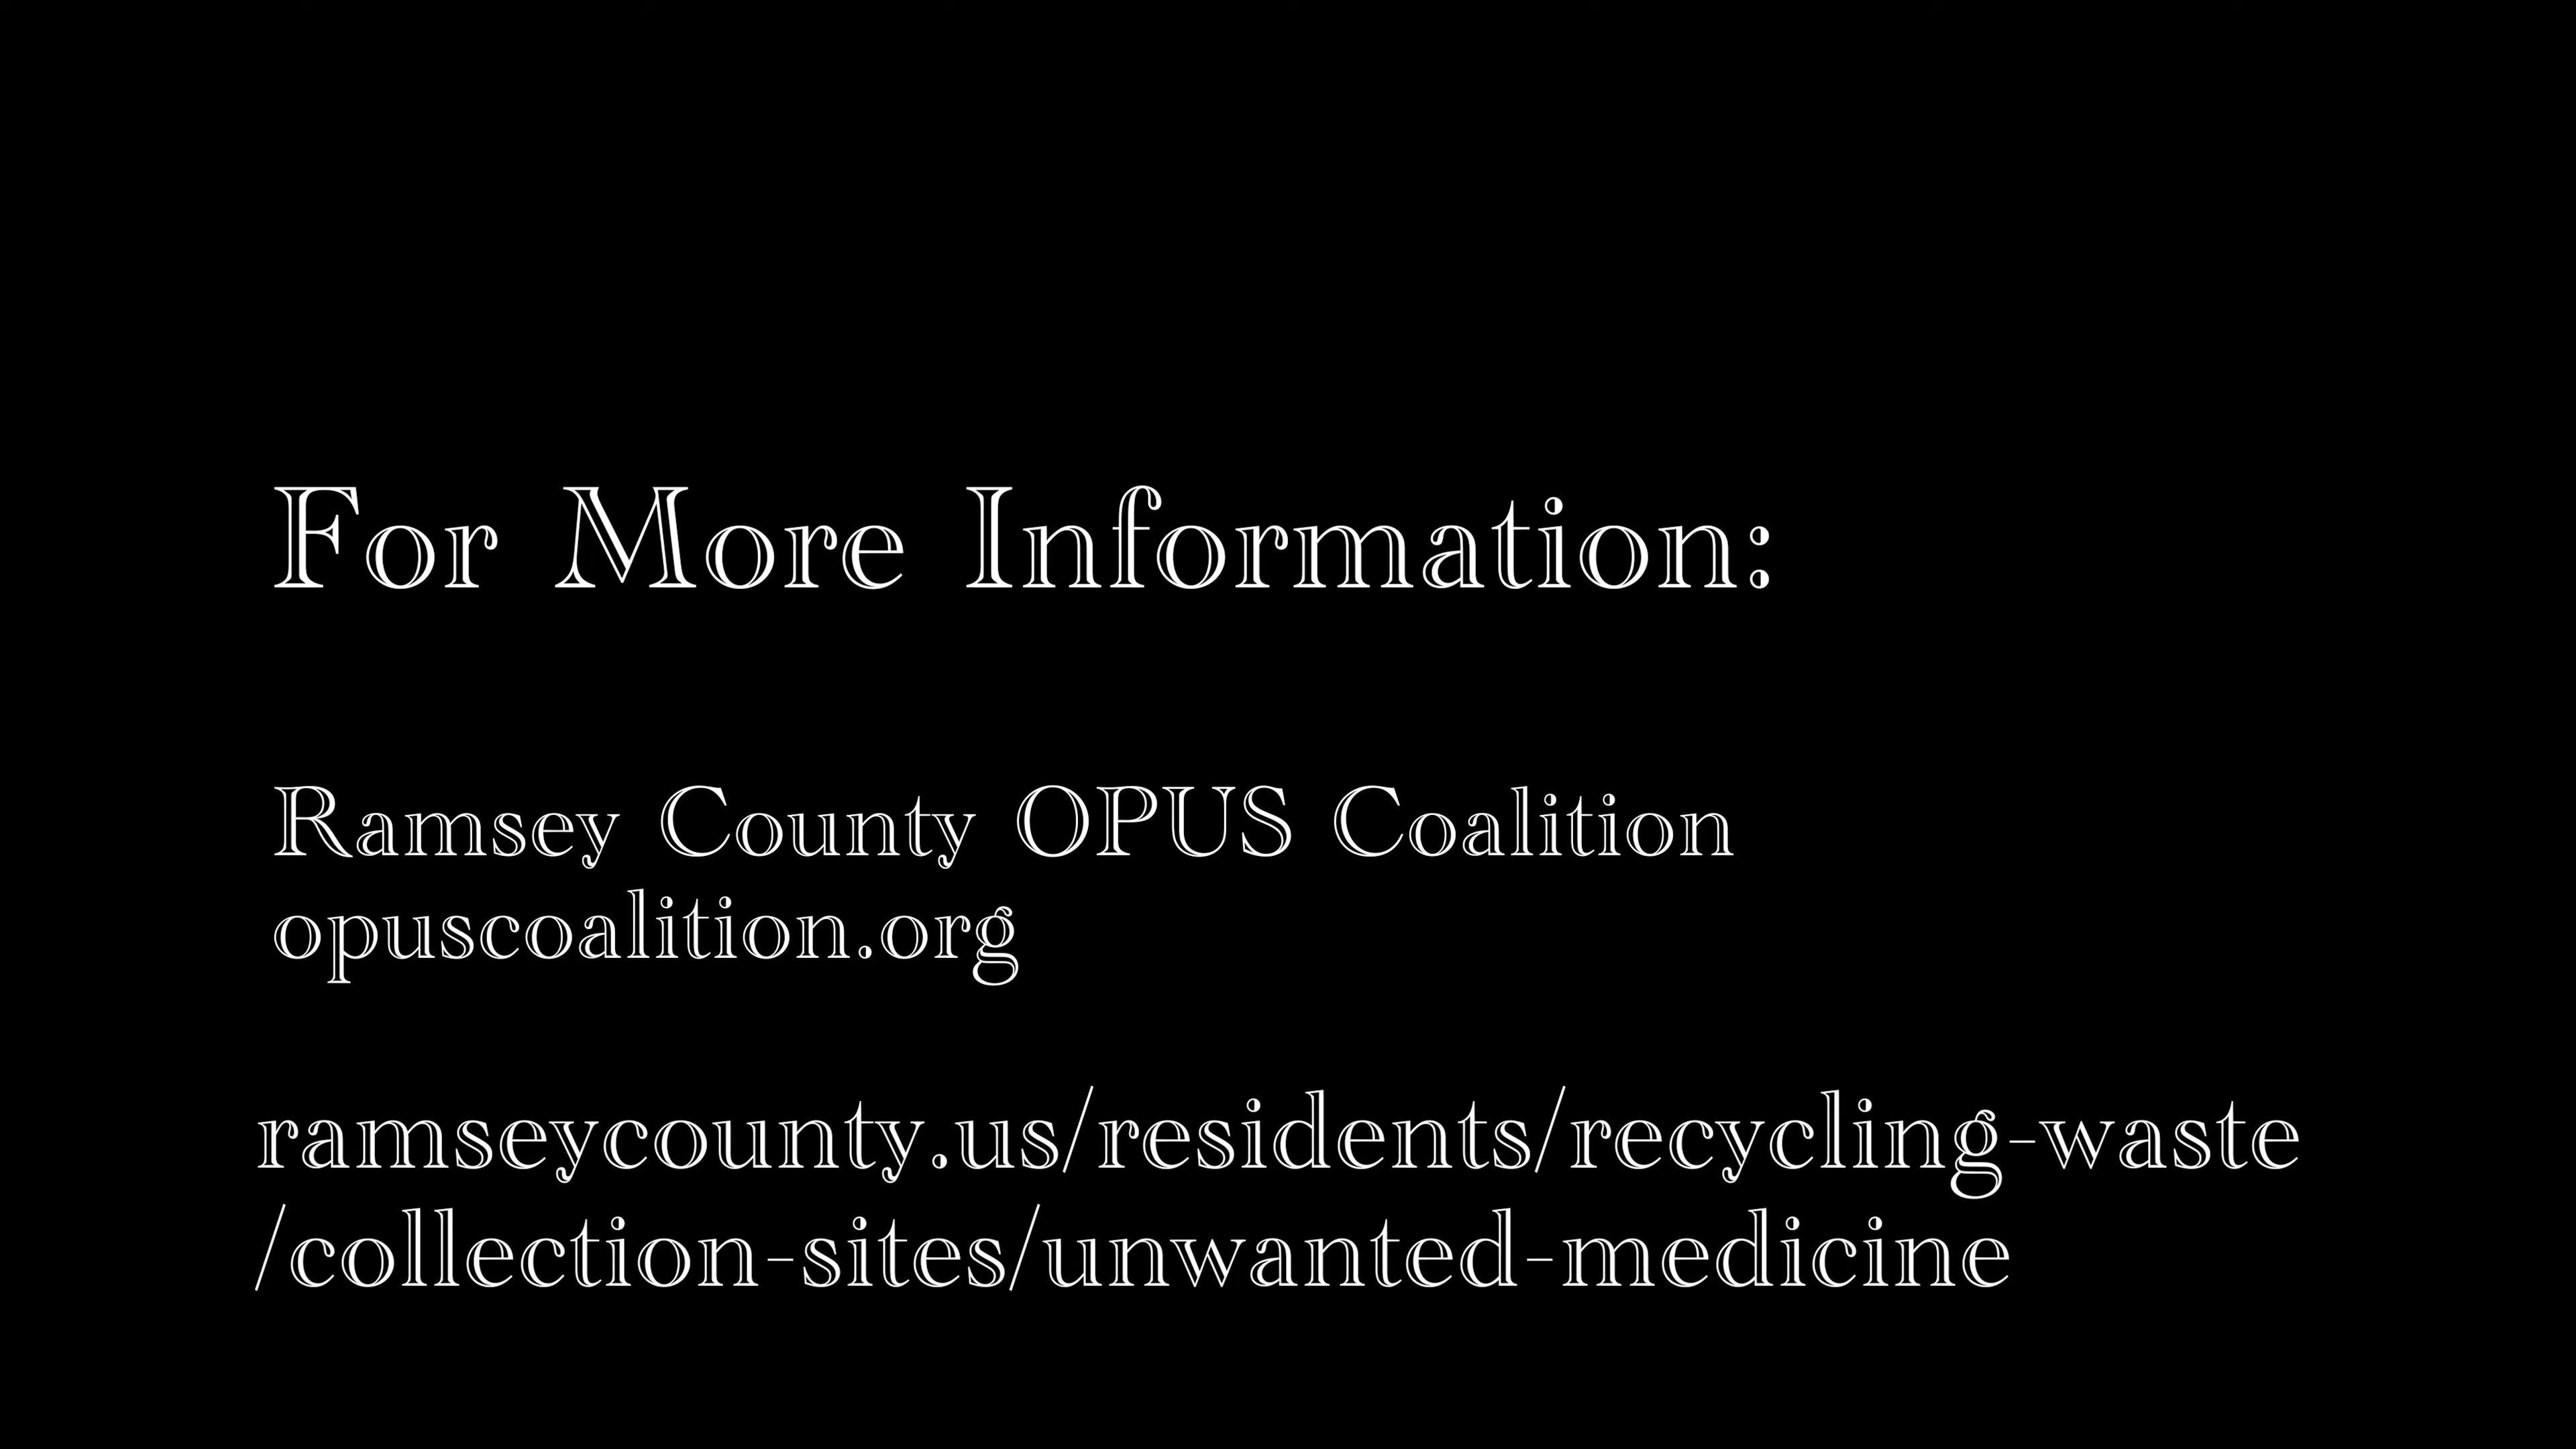 For More Information:
Ramsey County OPUS Coalition
opuscoalition.org
ramseycounty.us/residents/recycling-waste
/collection-sites/unwanted-medicine